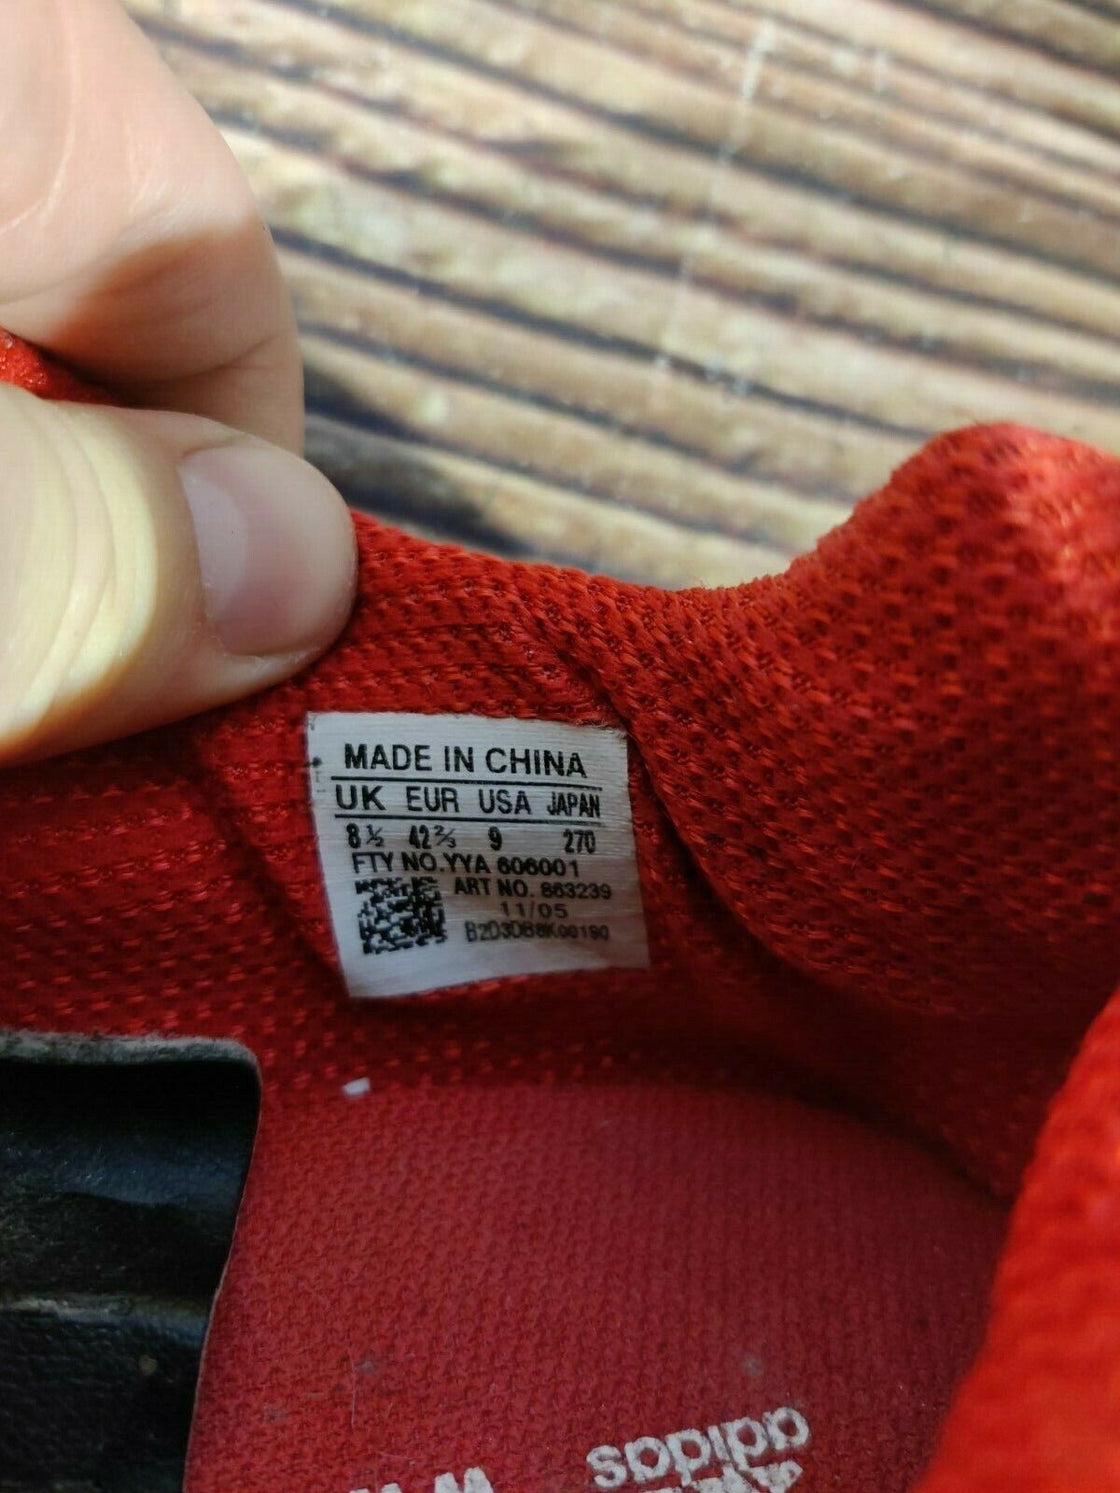 MADE IN CHINA
UK EUR USA JAPAN
8½ 42⅔ 9 270
FTY NO.YYA 606001
ART NO. 863239
11/05
B2D3DB8K00190
adidas